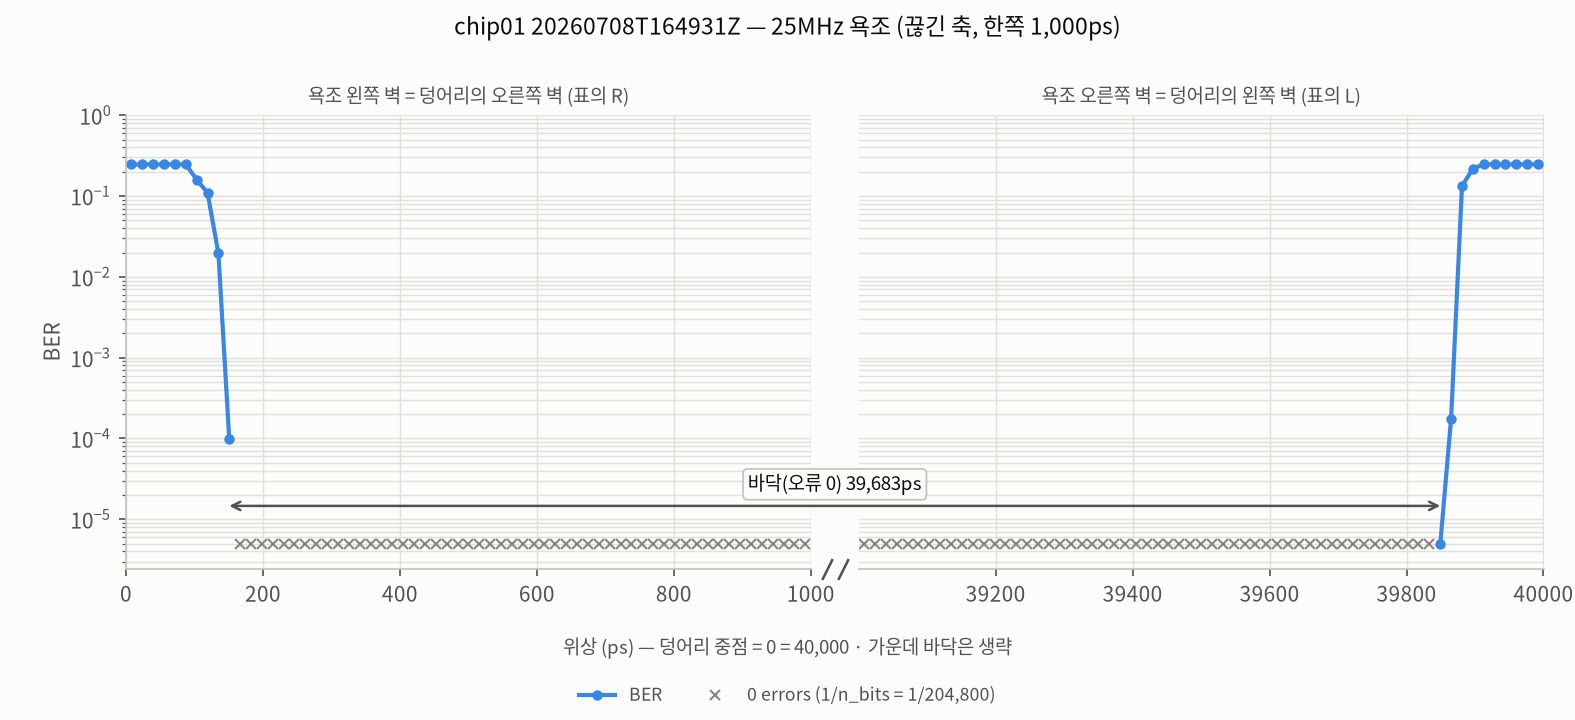 chip01 20260708T164931Z — 25MHz 욕조 (끊긴 축, 한쪽 1,000ps)
욕조 왼쪽 벽 = 덩어리의 오른쪽 벽 (표의 R)
욕조 오른쪽 벽 = 덩어리의 왼쪽 벽 (표의 L)
10⁰
10⁻¹
10⁻²
10⁻³
10⁻⁴
10⁻⁵
BER
바닥(오류 0) 39,683ps
0 200 400 600 800 1000 39200 39400 39600 39800 40000
위상 (ps) — 덩어리 중점 = 0 = 40,000 · 가운데 바닥은 생략
BER
0 errors (1/n_bits = 1/204,800)